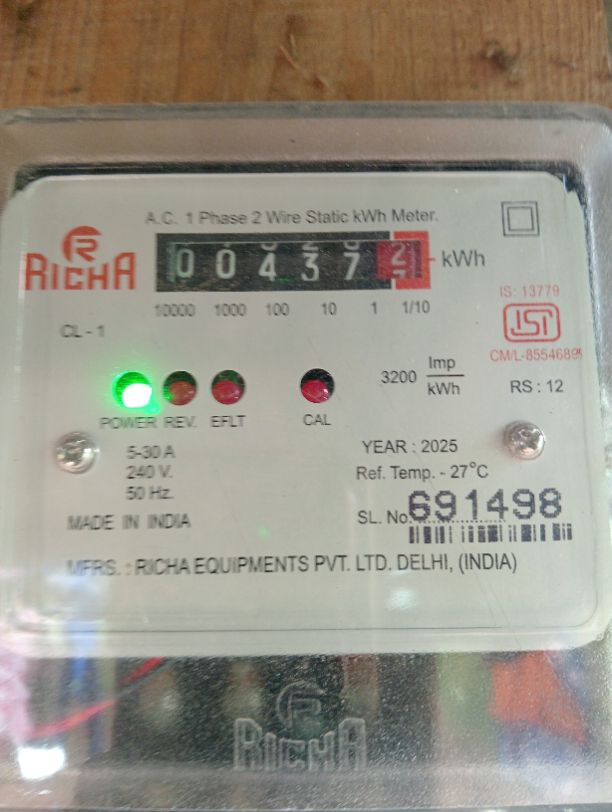 A.C. 1 Phase 2 Wire Static kWh Meter.
R
RICHA
0 0 4 3 7 2 kWh
10000 1000 100 10 1 1/10
CL - 1
IS: 13779
ISI
CM/L-8554689
3200 Imp/kWh
RS : 12
POWER REV. EFLT CAL
5-30 A
240 V.
50 Hz.
YEAR : 2025
Ref. Temp. - 27°C
MADE IN INDIA
SL. No. 691498
MFRS. : RICHA EQUIPMENTS PVT. LTD. DELHI, (INDIA)
R
RICHA